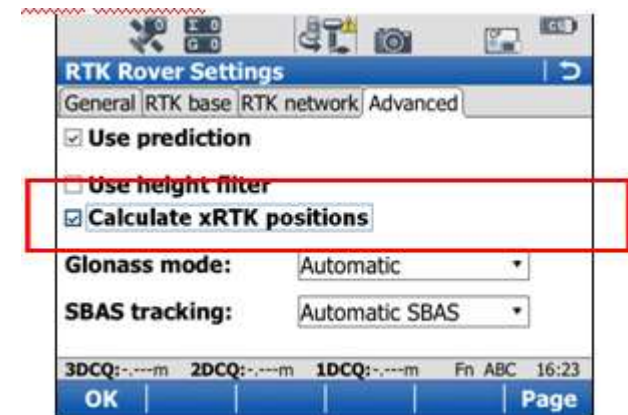 RTK Rover Settings
General RTK base RTK network Advanced
Use prediction
Use height filter
Calculate xRTK positions
Glonass mode: Automatic
SBAS tracking: Automatic SBAS
3DCQ:-.---m 2DCQ:-.---m 1DCQ:-.---m Fn ABC 16:23
OK Page